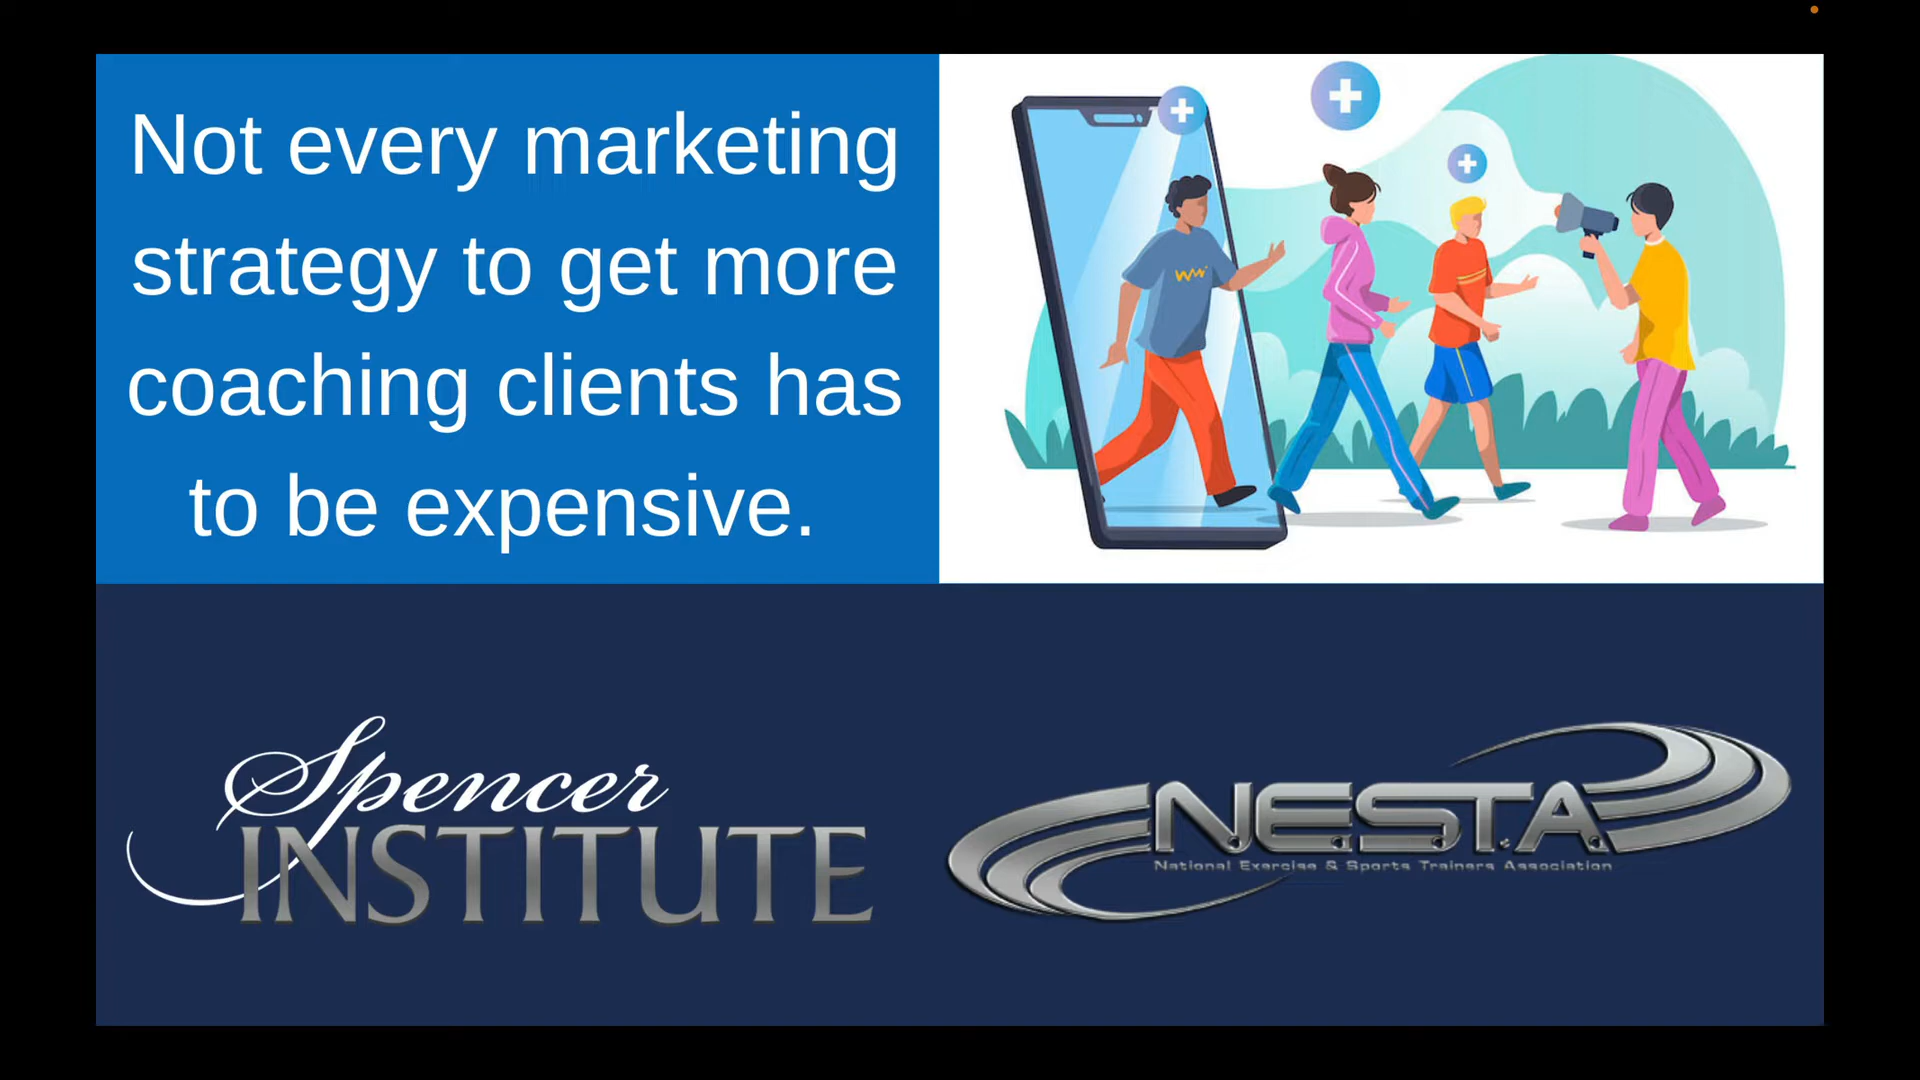 Not every marketing
strategy to get more
coaching clients has
to be expensive.
Spencer
INSTITUTE
N.E.S.T.A
National Exercise & Sports Trainers Association